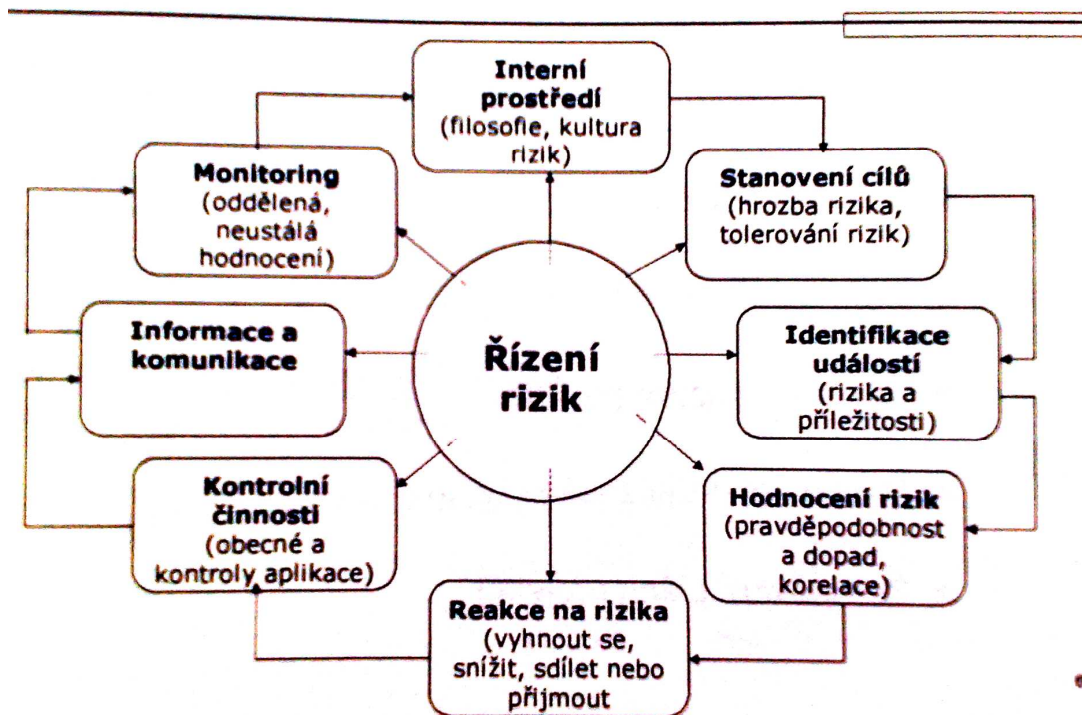 Interní
prostředí
(filosofie, kultura
rizik)
Stanovení cílů
(hrozba rizika,
tolerování rizik)
Identifikace
událostí
(rizika a
příležitosti)
Hodnocení rizik
(pravděpodobnost
a dopad,
korelace)
Reakce na rizika
(vyhnout se,
snížit, sdílet nebo
přijmout
Kontrolní
činnosti
(obecné a
kontroly aplikace)
Informace a
komunikace
Monitoring
(oddělená,
neustálá
hodnocení)
Řízení
rizik